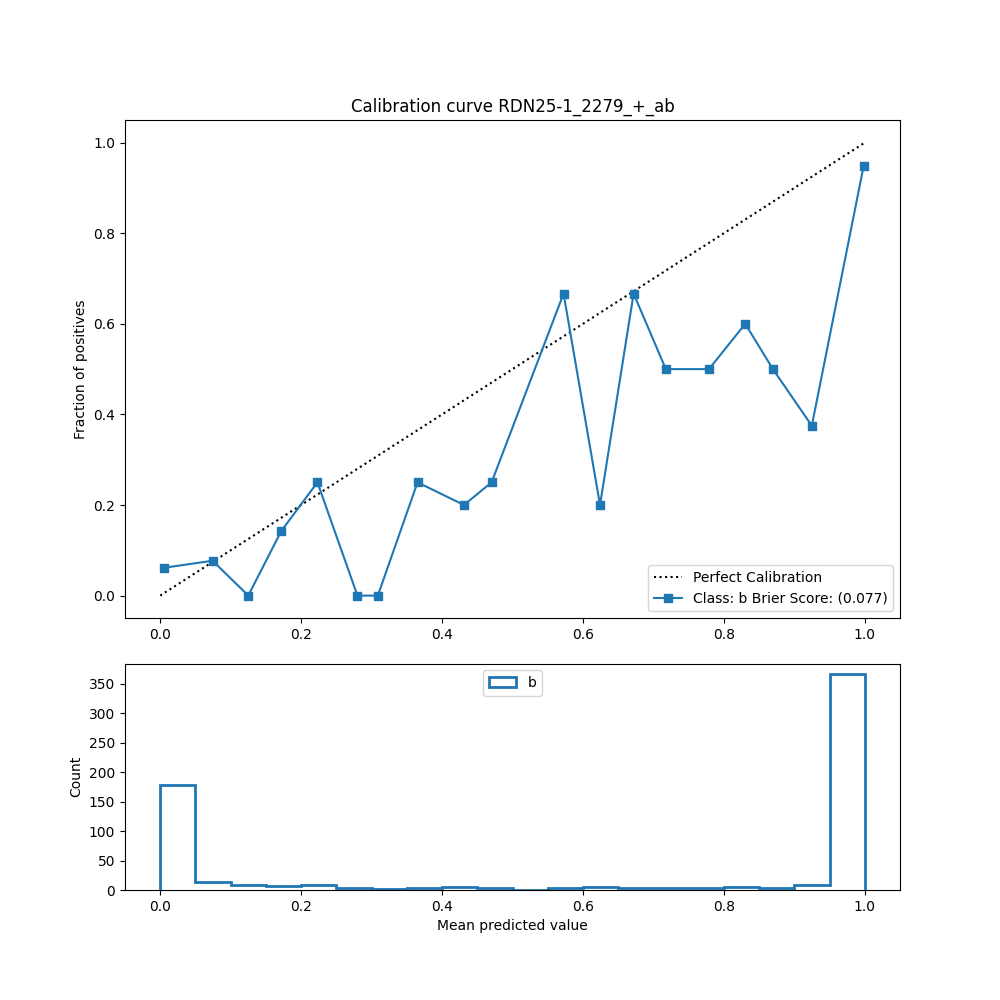 Calibration curve RDN25-1_2279_+_ab
1.0
0.8
0.6
0.4
0.2
0.0
Fraction of positives
Perfect Calibration
Class: b Brier Score: (0.077)
0.0 0.2 0.4 0.6 0.8 1.0
b
350
300
250
200
150
100
50
0
Count
0.0 0.2 0.4 0.6 0.8 1.0
Mean predicted value